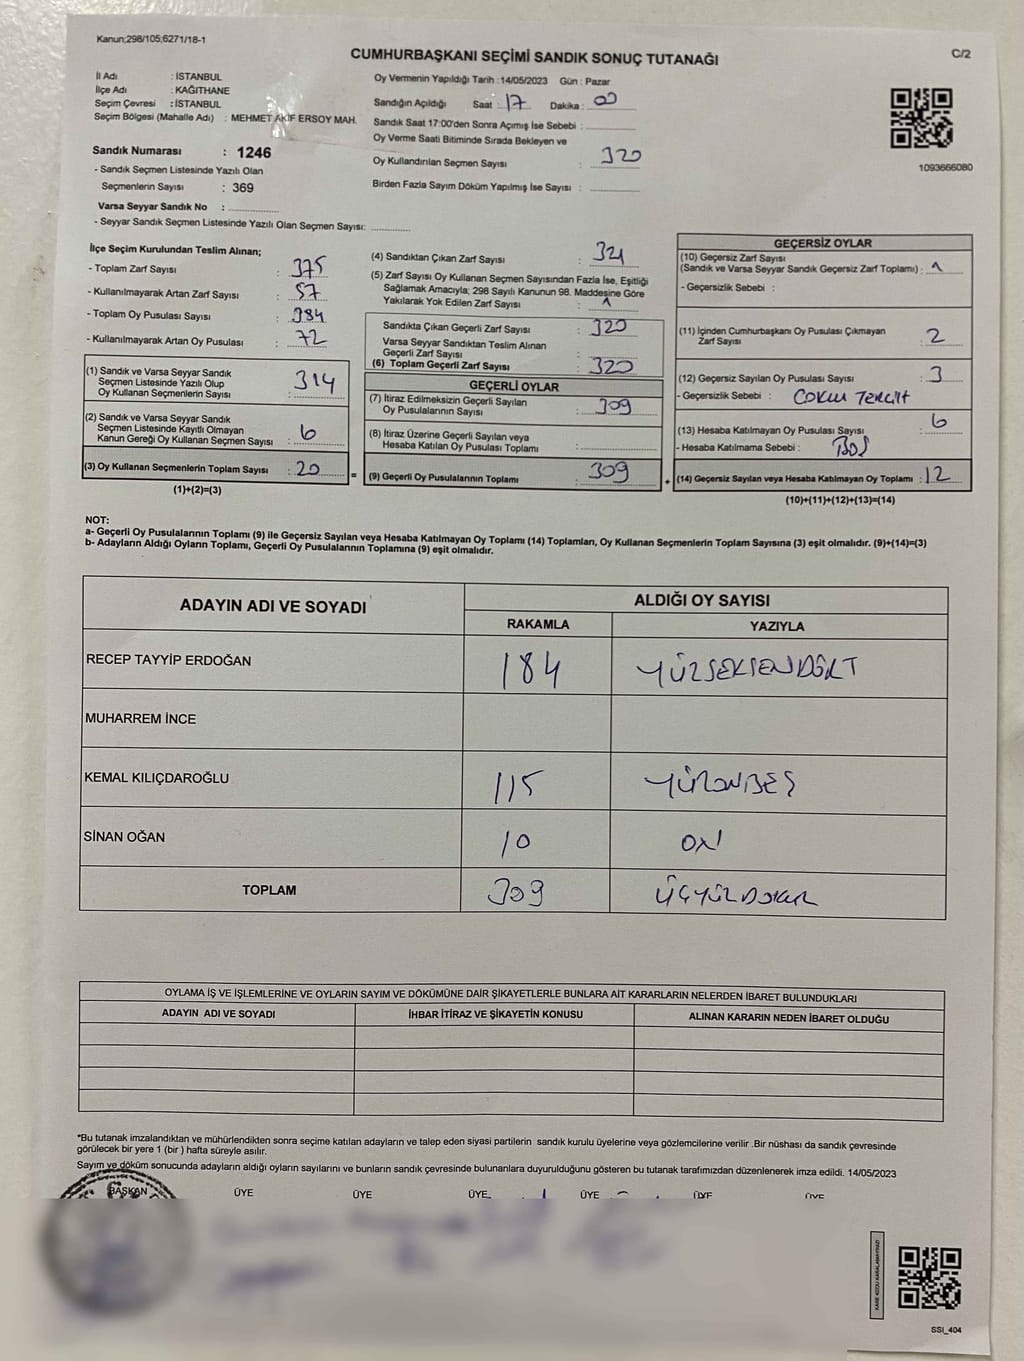 Kanun;298/105;6271/18-1
C/2
CUMHURBAŞKANI SEÇİMİ SANDIK SONUÇ TUTANAĞI
İl Adı : İSTANBUL
İlçe Adı : KAĞITHANE
Seçim Çevresi : İSTANBUL
Seçim Bölgesi (Mahalle Adı) : MEHMET AKİF ERSOY MAH.
Sandık Numarası : 1246
- Sandık Seçmen Listesinde Yazılı Olan
Seçmenlerin Sayısı : 369
Varsa Seyyar Sandık No : ..............
- Seyyar Sandık Seçmen Listesinde Yazılı Olan Seçmen Sayısı: ............
Oy Vermenin Yapıldığı Tarih :14/05/2023 Gün : Pazar
Sandığın Açıldığı Saat : 17 Dakika : 00
Sandık Saat 17:00'den Sonra Açımış İse Sebebi : ..............
Oy Verme Saati Bitiminde Sırada Bekleyen ve
Oy Kullandırılan Seçmen Sayısı : 320
Birden Fazla Sayım Döküm Yapılmış İse Sayısı : ..............
1093666080
İlçe Seçim Kurulundan Teslim Alınan;
- Toplam Zarf Sayısı : 375
- Kullanılmayarak Artan Zarf Sayısı : 57
- Toplam Oy Pusulası Sayısı : 384
- Kullanılmayarak Artan Oy Pusulası : 72
(1) Sandık ve Varsa Seyyar Sandık
Seçmen Listesinde Yazılı Olup
Oy Kullanan Seçmenlerin Sayısı : 314
(2) Sandık ve Varsa Seyyar Sandık
Seçmen Listesinde Kayıtlı Olmayan
Kanun Gereği Oy Kullanan Seçmen Sayısı : 6
(3) Oy Kullanan Seçmenlerin Toplam Sayısı : 20
(1)+(2)=(3)
(4) Sandıktan Çıkan Zarf Sayısı : 321
(5) Zarf Sayısı Oy Kullanan Seçmen Sayısından Fazla İse, Eşitliği
Sağlamak Amacıyla; 298 Sayılı Kanunun 98. Maddesine Göre
Yakılarak Yok Edilen Zarf Sayısı : 1
Sandıkta Çıkan Geçerli Zarf Sayısı : 320
Varsa Seyyar Sandıktan Teslim Alınan
Geçerli Zarf Sayısı
(6) Toplam Geçerli Zarf Sayısı : 320
GEÇERLİ OYLAR
(7) İtiraz Edilmeksizin Geçerli Sayılan
Oy Pusulalarının Sayısı : 309
(8) İtiraz Üzerine Geçerli Sayılan veya
Hesaba Katılan Oy Pusulası Toplamı :
= (9) Geçerli Oy Pusulalarının Toplamı : 309 +
GEÇERSİZ OYLAR
(10) Geçersiz Zarf Sayısı
(Sandık ve Varsa Seyyar Sandık Geçersiz Zarf Toplamı) : 1
- Geçersizlik Sebebi :
(11) İçinden Cumhurbaşkanı Oy Pusulası Çıkmayan
Zarf Sayısı : 2
(12) Geçersiz Sayılan Oy Pusulası Sayısı : 3
- Geçersizlik Sebebi :
(13) Hesaba Katılmayan Oy Pusulası Sayısı : 6
- Hesaba Katılmama Sebebi : BOŞ
(14) Geçersiz Sayılan veya Hesaba Katılmayan Oy Toplamı : 12
(10)+(11)+(12)+(13)=(14)
NOT:
a- Geçerli Oy Pusulalarının Toplamı (9) ile Geçersiz Sayılan veya Hesaba Katılmayan Oy Toplamı (14) Toplamları, Oy Kullanan Seçmenlerin Toplam Sayısına (3) eşit olmalıdır. (9)+(14)=(3)
b- Adayların Aldığı Oyların Toplamı, Geçerli Oy Pusulalarının Toplamına (9) eşit olmalıdır.
ADAYIN ADI VE SOYADI ALDIĞI OY SAYISI
RAKAMLA YAZIYLA
RECEP TAYYİP ERDOĞAN 184 YÜZSEKSENDÖRT
MUHARREM İNCE
KEMAL KILIÇDAROĞLU 115 YÜZONBEŞ
SİNAN OĞAN 10 ON
TOPLAM 309 ÜÇYÜZDOKUZ
OYLAMA İŞ VE İŞLEMLERİNE VE OYLARIN SAYIM VE DÖKÜMÜNE DAİR ŞİKAYETLERLE BUNLARA AİT KARARLARIN NELERDEN İBARET BULUNDUKLARI
ADAYIN ADI VE SOYADI İHBAR İTİRAZ VE ŞİKAYETİN KONUSU ALINAN KARARIN NEDEN İBARET OLDUĞU
*Bu tutanak imzalandıktan ve mühürlendikten sonra seçime katılan adayların ve talep eden siyasi partilerin sandık kurulu üyelerine veya gözlemcilerine verilir .Bir nüshası da sandık çevresinde
görülecek bir yere 1 (bir ) hafta süreyle asılır.
Sayım ve döküm sonucunda adayların aldığı oyların sayılarını ve bunların sandık çevresinde bulunanlara duyurulduğunu gösteren bu tutanak tarafımızdan düzenlenerek imza edildi. 14/05/2023
BAŞKAN ÜYE ÜYE ÜYE ÜYE ÜYE ÜYE
SSI_404